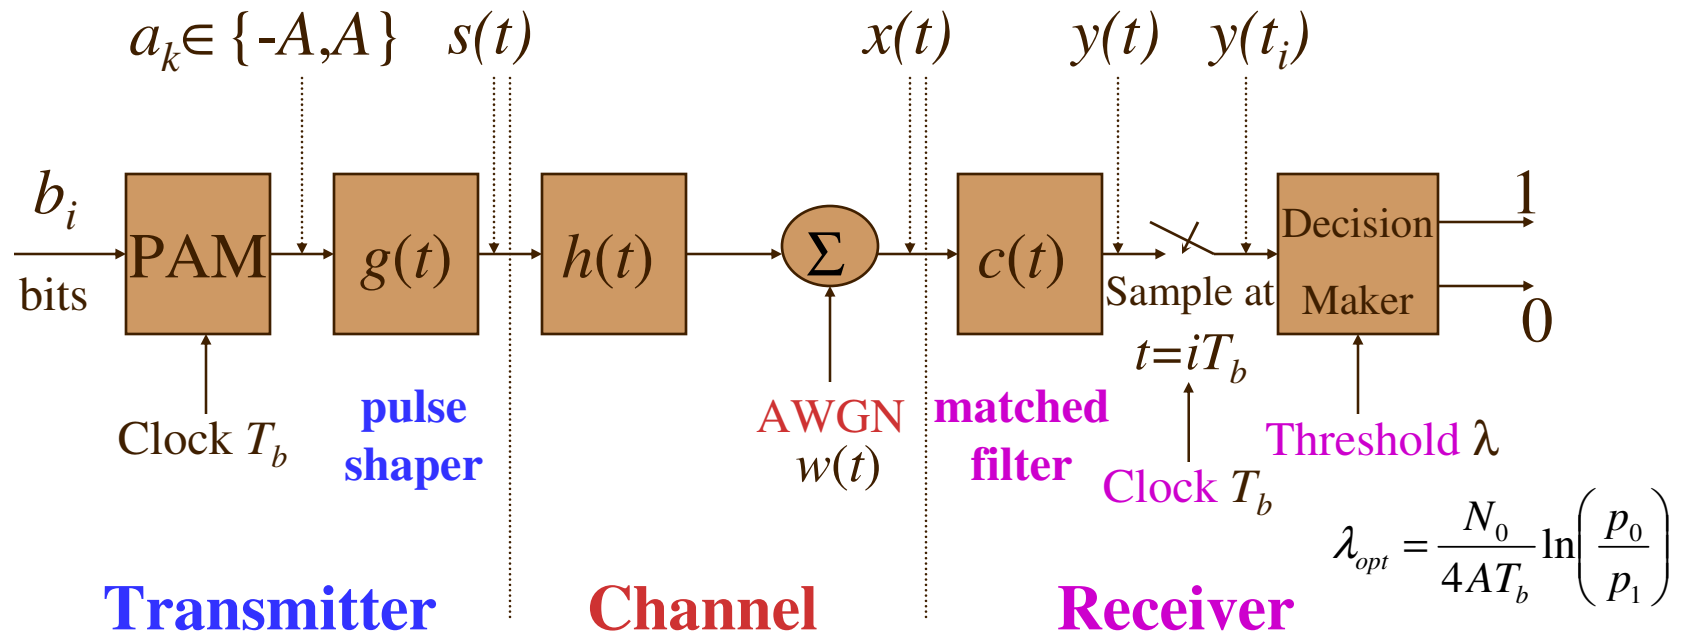 a_k ∈ {-A,A} s(t) x(t) y(t) y(t_i)
b_i
bits
PAM
g(t)
h(t)
Σ
c(t)
Decision
Maker
1
0
Sample at
t=iT_b
Clock T_b
pulse
shaper
AWGN
w(t)
matched
filter
Clock T_b
Threshold λ
λ_opt = N_0/(4AT_b) ln(p_0/p_1)
Transmitter Channel Receiver